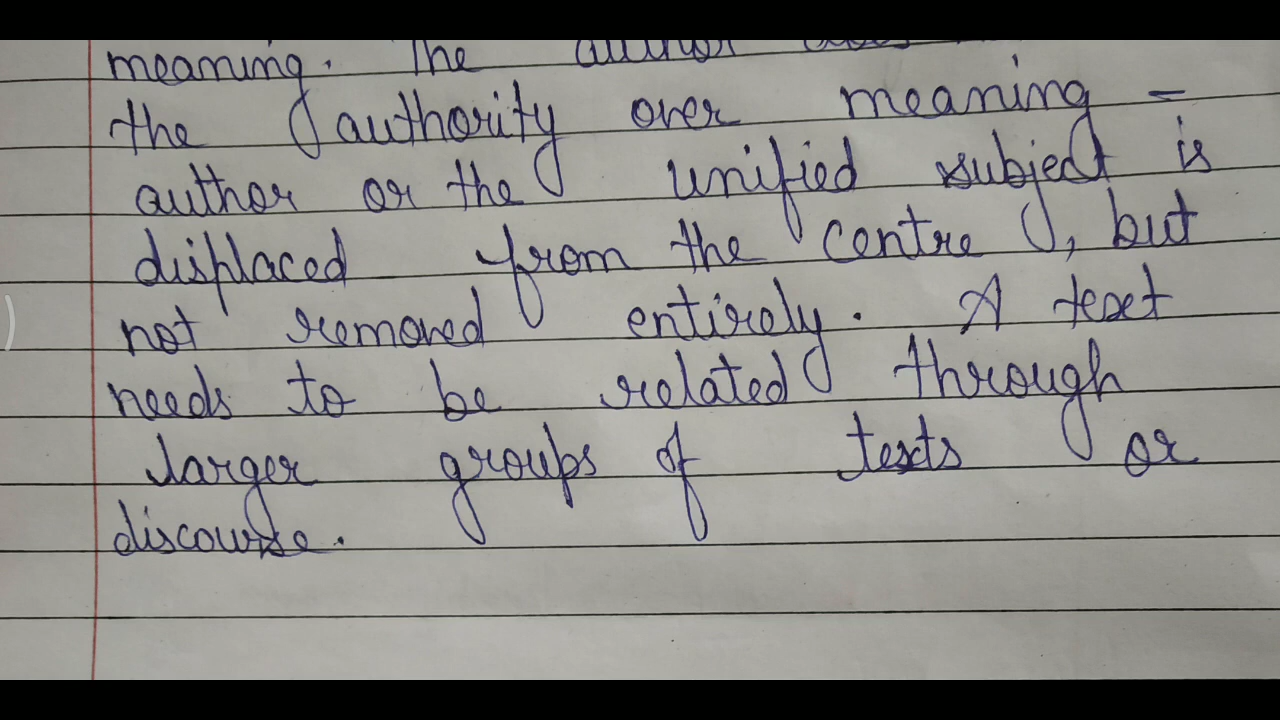 meaning. The author
the authority over meaning -
author or the unified subject is
displaced from the centre, but
not removed entirely. A text
needs to be related through
larger groups of texts or
discourse.